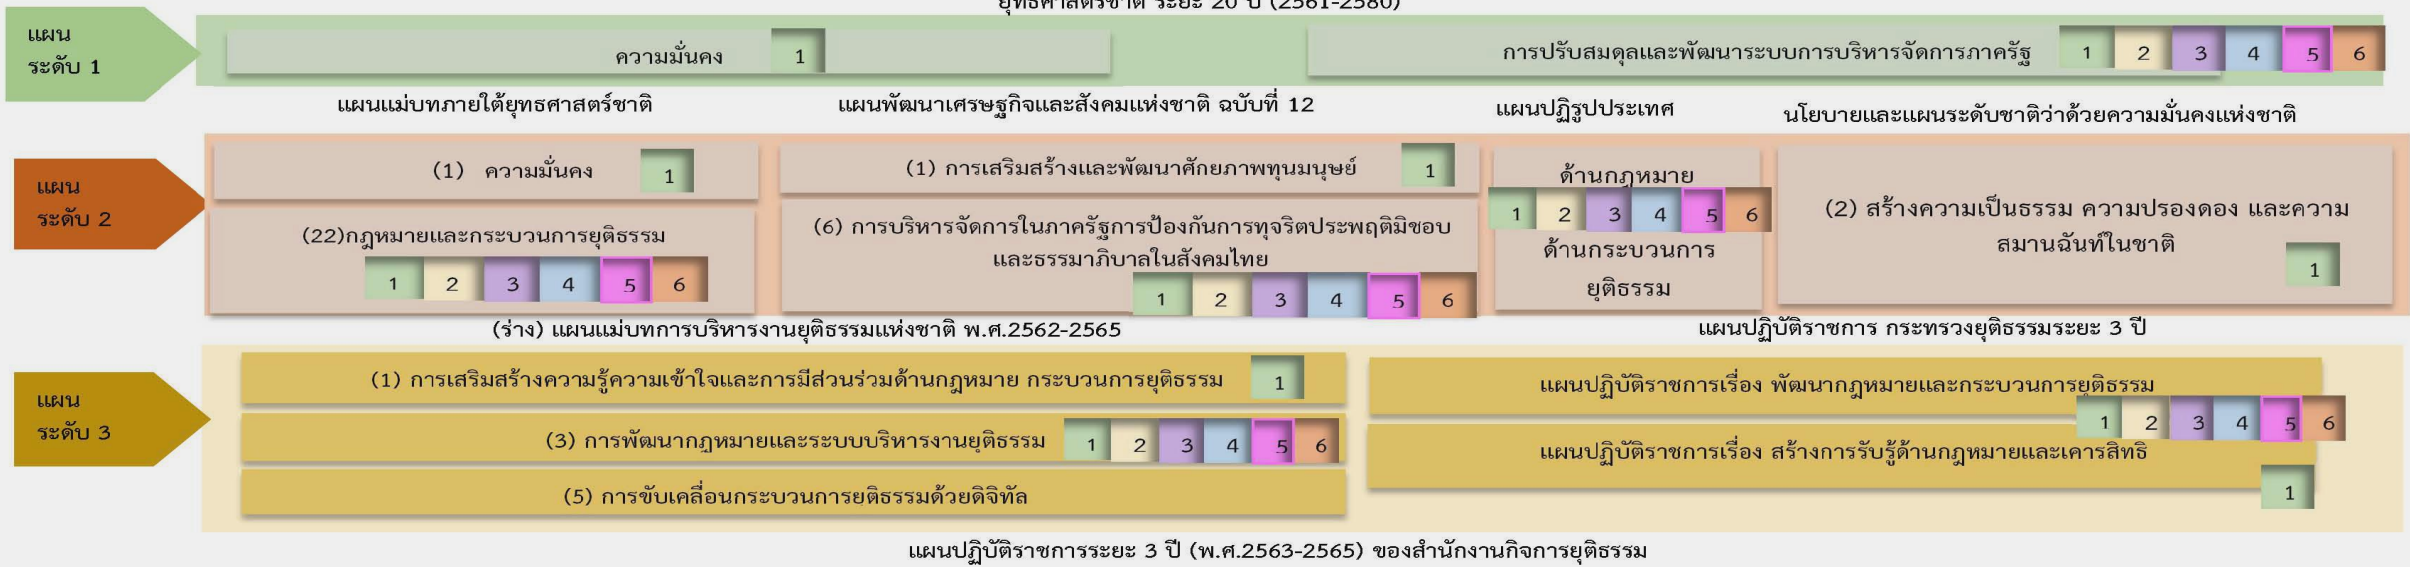 ยุทธศาสตร์ชาติ ระยะ 20 ปี (2561-2580)
แผน
ระดับ 1
ความมั่นคง 1
การปรับสมดุลและพัฒนาระบบการบริหารจัดการภาครัฐ 1 2 3 4 5 6
แผนแม่บทภายใต้ยุทธศาสตร์ชาติ
แผนพัฒนาเศรษฐกิจและสังคมแห่งชาติ ฉบับที่ 12
แผนปฏิรูปประเทศ
นโยบายและแผนระดับชาติว่าด้วยความมั่นคงแห่งชาติ
แผน
ระดับ 2
(1) ความมั่นคง 1
(22)กฎหมายและกระบวนการยุติธรรม
1 2 3 4 5 6
(1) การเสริมสร้างและพัฒนาศักยภาพทุนมนุษย์ 1
(6) การบริหารจัดการในภาครัฐการป้องกันการทุจริตประพฤติมิชอบ
และธรรมาภิบาลในสังคมไทย
1 2 3 4 5 6
ด้านกฎหมาย
1 2 3 4 5 6
ด้านกระบวนการ
ยุติธรรม
(2) สร้างความเป็นธรรม ความปรองดอง และความ
สมานฉันท์ในชาติ
1
(ร่าง) แผนแม่บทการบริหารงานยุติธรรมแห่งชาติ พ.ศ.2562-2565
แผนปฏิบัติราชการ กระทรวงยุติธรรมระยะ 3 ปี
แผน
ระดับ 3
(1) การเสริมสร้างความรู้ความเข้าใจและการมีส่วนร่วมด้านกฎหมาย กระบวนการยุติธรรม 1
(3) การพัฒนากฎหมายและระบบบริหารงานยุติธรรม 1 2 3 4 5 6
(5) การขับเคลื่อนกระบวนการยุติธรรมด้วยดิจิทัล
แผนปฏิบัติราชการเรื่อง พัฒนากฎหมายและกระบวนการยุติธรรม
1 2 3 4 5 6
แผนปฏิบัติราชการเรื่อง สร้างการรับรู้ด้านกฎหมายและเคารสิทธิ
1
แผนปฏิบัติราชการระยะ 3 ปี (พ.ศ.2563-2565) ของสำนักงานกิจการยุติธรรม